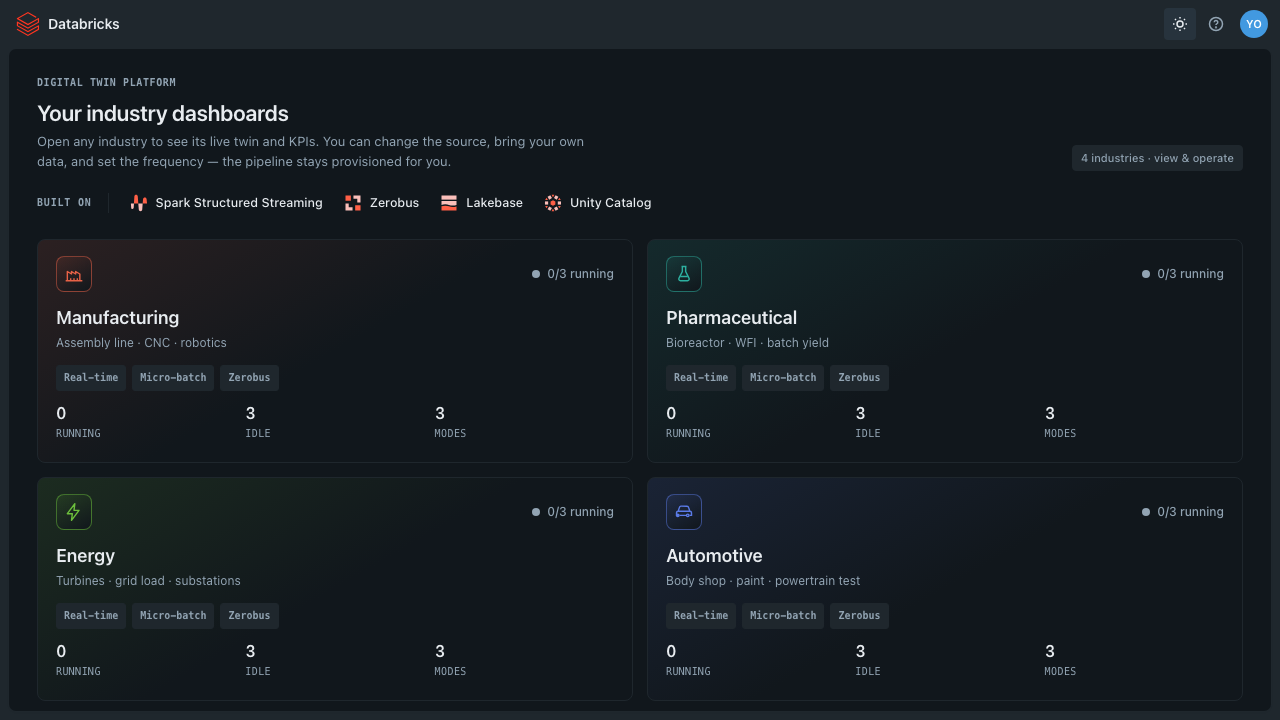 Databricks
YO
DIGITAL TWIN PLATFORM
Your industry dashboards
Open any industry to see its live twin and KPIs. You can change the source, bring your own
data, and set the frequency — the pipeline stays provisioned for you.
4 industries · view & operate
BUILT ON
Spark Structured Streaming
Zerobus
Lakebase
Unity Catalog
0/3 running
Manufacturing
Assembly line · CNC · robotics
Real-time Micro-batch Zerobus
0 3 3
RUNNING IDLE MODES
0/3 running
Pharmaceutical
Bioreactor · WFI · batch yield
Real-time Micro-batch Zerobus
0 3 3
RUNNING IDLE MODES
0/3 running
Energy
Turbines · grid load · substations
Real-time Micro-batch Zerobus
0 3 3
RUNNING IDLE MODES
0/3 running
Automotive
Body shop · paint · powertrain test
Real-time Micro-batch Zerobus
0 3 3
RUNNING IDLE MODES